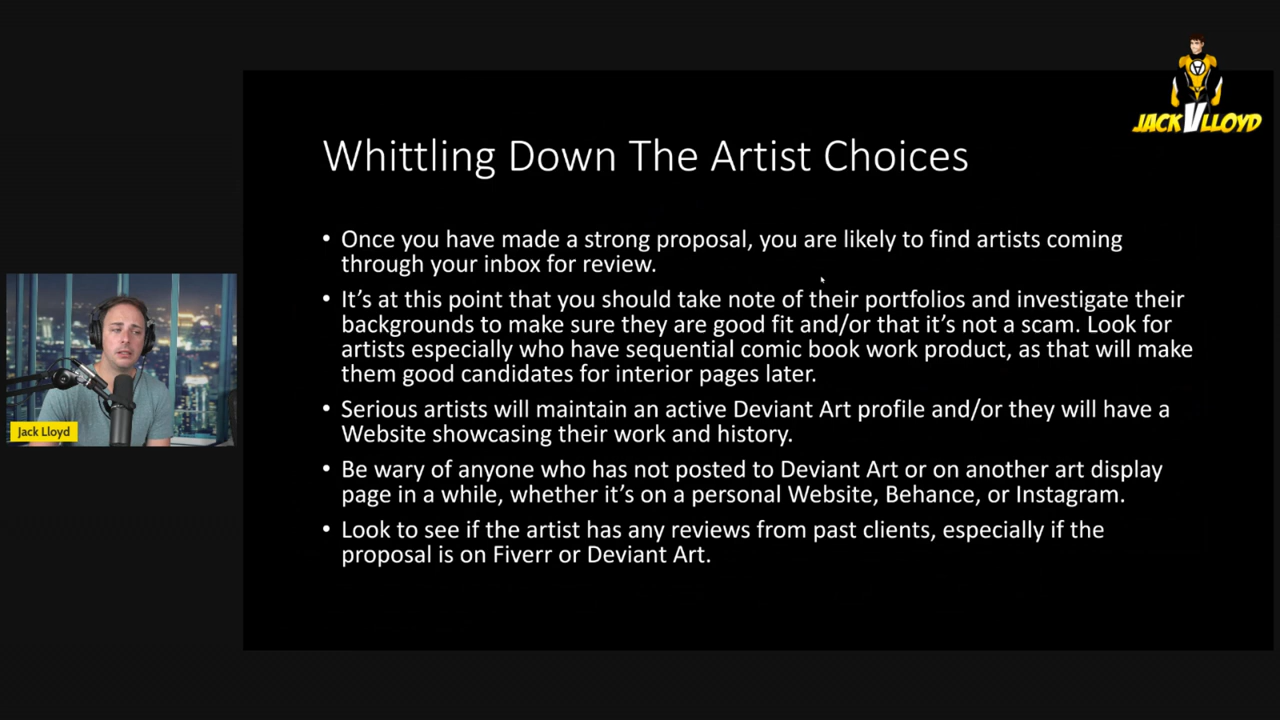 JACK V LLOYD
Whittling Down The Artist Choices
• Once you have made a strong proposal, you are likely to find artists coming
through your inbox for review.
• It’s at this point that you should take note of their portfolios and investigate their
backgrounds to make sure they are good fit and/or that it’s not a scam. Look for
artists especially who have sequential comic book work product, as that will make
them good candidates for interior pages later.
• Serious artists will maintain an active Deviant Art profile and/or they will have a
Website showcasing their work and history.
• Be wary of anyone who has not posted to Deviant Art or on another art display
page in a while, whether it’s on a personal Website, Behance, or Instagram.
• Look to see if the artist has any reviews from past clients, especially if the
proposal is on Fiverr or Deviant Art.
Jack Lloyd